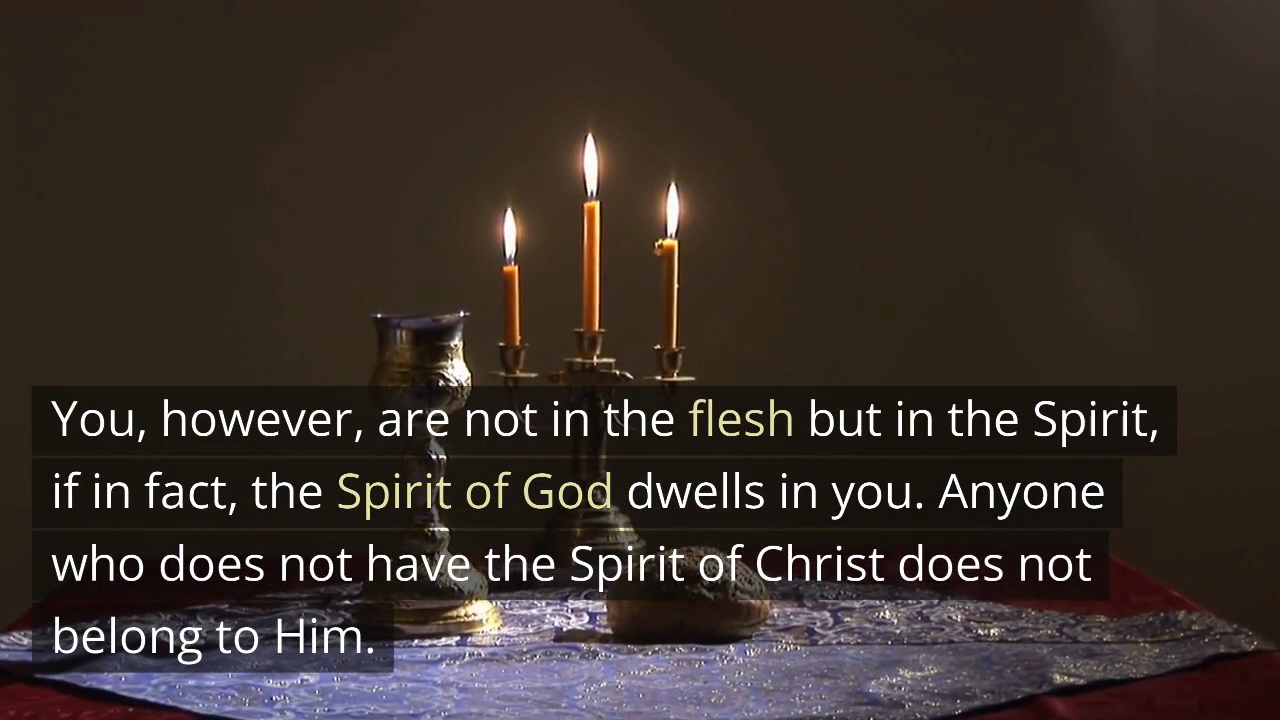 You, however, are not in the flesh but in the Spirit,
if in fact, the Spirit of God dwells in you. Anyone
who does not have the Spirit of Christ does not
belong to Him.